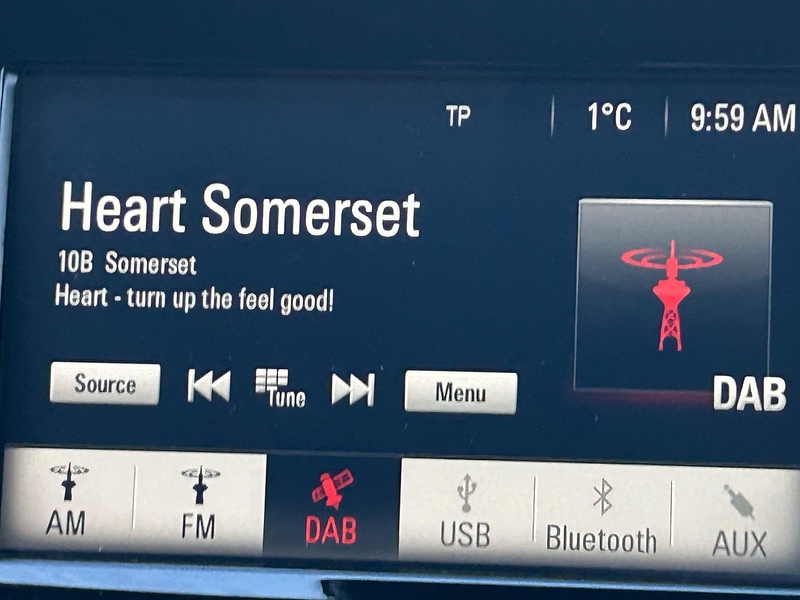 TP 1°C 9:59 AM
Heart Somerset
10B Somerset
Heart - turn up the feel good!
Source Tune Menu
DAB
AM FM DAB USB Bluetooth AUX